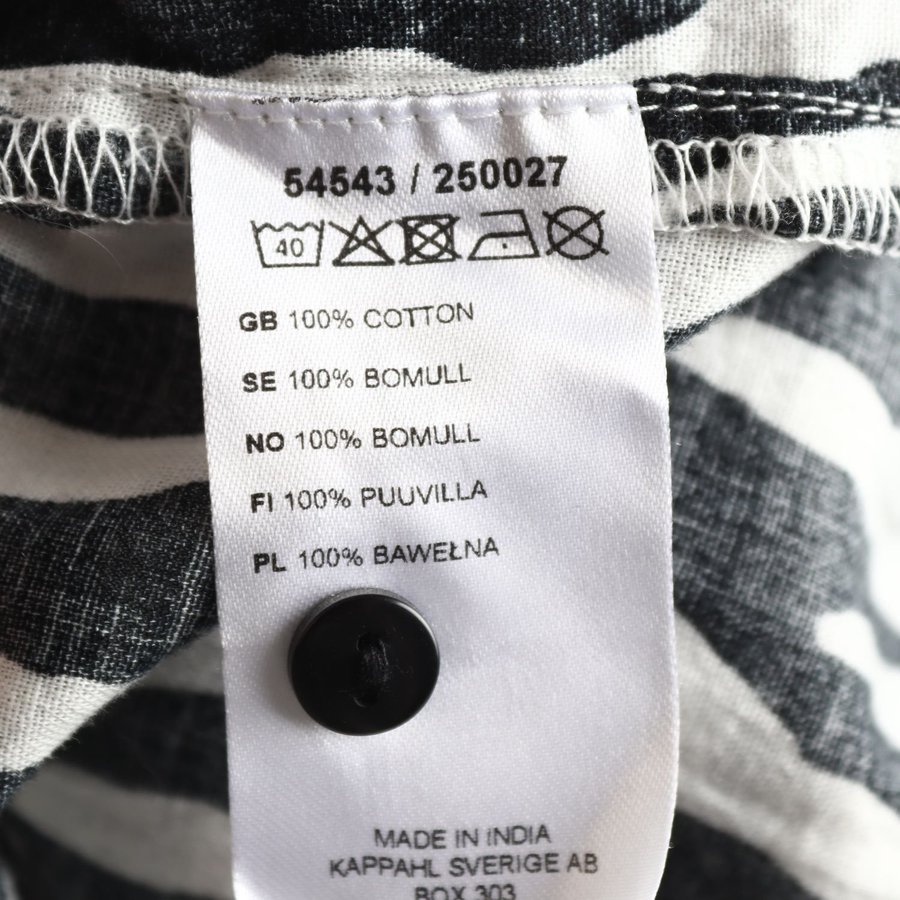 54543 / 250027
40
GB 100% COTTON
SE 100% BOMULL
NO 100% BOMULL
FI 100% PUUVILLA
PL 100% BAWEŁNA
MADE IN INDIA
KAPPAHL SVERIGE AB
BOX 303